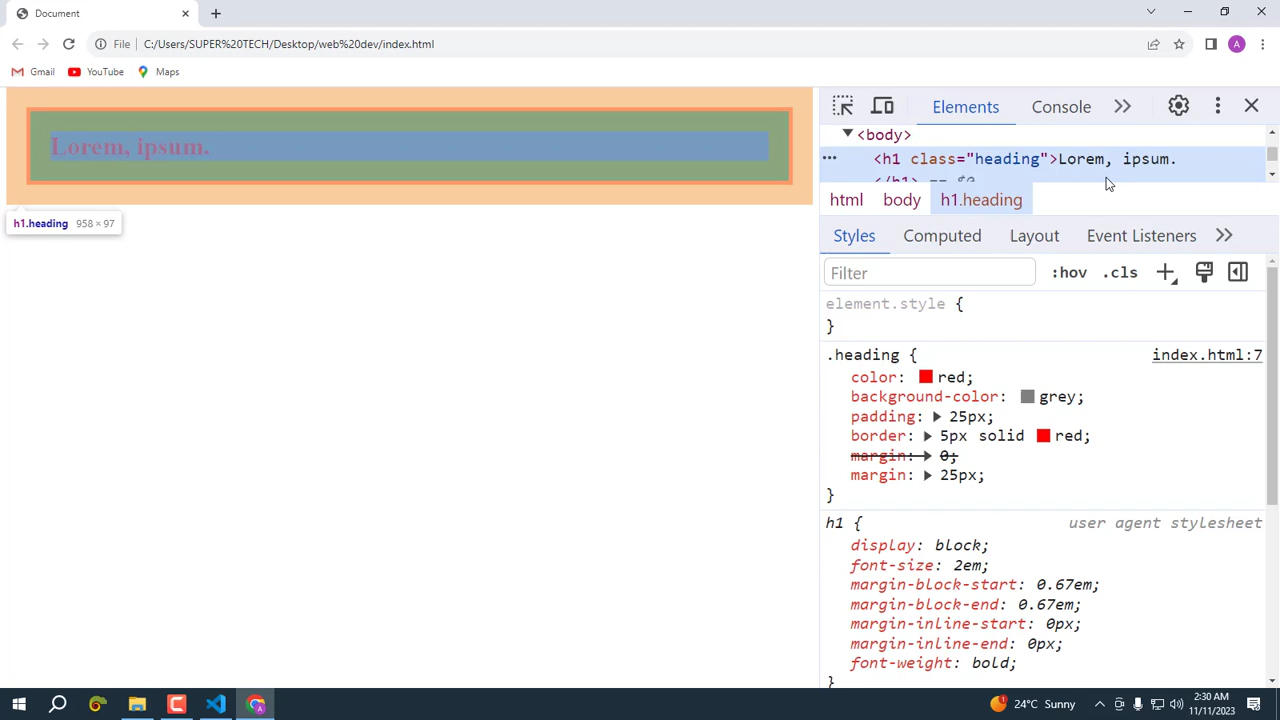 Document
File C:/Users/SUPER%20TECH/Desktop/web%20dev/index.html
A
Gmail YouTube Maps
Lorem, ipsum.
h1.heading 958 × 97
Elements Console
<body>
<h1 class="heading">Lorem, ipsum.
</h1> == $0
html body h1.heading
Styles Computed Layout Event Listeners
Filter :hov .cls
element.style {
}
.heading { index.html:7
color: red;
background-color: grey;
padding: 25px;
border: 5px solid red;
margin: 0;
margin: 25px;
}
h1 { user agent stylesheet
display: block;
font-size: 2em;
margin-block-start: 0.67em;
margin-block-end: 0.67em;
margin-inline-start: 0px;
margin-inline-end: 0px;
font-weight: bold;
}
24°C Sunny
2:30 AM
11/11/2023